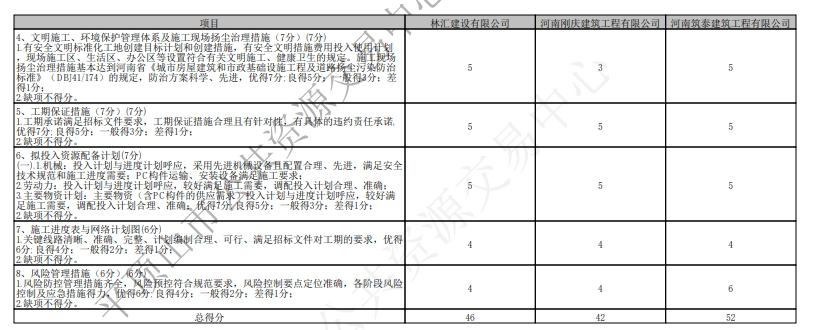 项目 林汇建设有限公司 河南刚庆建筑工程有限公司 河南筑泰建筑工程有限公司
4、文明施工、环境保护管理体系及施工现场扬尘治理措施（7分）(7分)
1.有安全文明标准化工地创建目标计划和创建措施，有安全文明措施费用投入使用计划
，现场施工区、生活区、办公区等设置符合有关文明施工、健康卫生的规定。施工现场
扬尘治理措施基本达到河南省《城市房屋建筑和市政基础设施工程及道路扬尘污染防治
标准》（DBJ41/174）的规定，防治方案科学、先进，优得7分;良得5分；一般得3分；差
得1分；
2.缺项不得分。
5 3 5
5、工期保证措施（7分）(7分)
1.工期承诺满足招标文件要求，工期保证措施合理且有针对性；有具体的违约责任承诺.
优得7分;良得5分；一般得3分；差得1分；
2.缺项不得分。
5 5 5
6、拟投入资源配备计划(7分)
(一).1.机械：投入计划与进度计划呼应，采用先进机械设备且配置合理、先进，满足安全
技术规范和施工进度需要；PC构件运输、安装设备满足施工要求；
2.劳动力：投入计划与进度计划呼应，较好满足施工需要，调配投入计划合理、准确；
3.主要物资计划：主要物资（含PC构件的供应需求）投入计划与进度计划呼应，较好满
足施工需要，调配投入计划合理、准确；优得7分;良得5分；一般得3分；差得1分；
2.缺项不得分。
5 5 5
7、施工进度表与网络计划图(6分)
1.关键线路清晰、准确、完整、计划编制合理、可行、满足招标文件对工期的要求，优得
6分;良得4分；一般得2分；差得1分；
2.缺项不得分。
4 4 4
8、风险管理措施（6分）(6分)
1.风险防控管理措施齐全，风险预控符合规范要求，风险控制要点定位准确，各阶段风险
控制及应急措施得力，优得6分;良得4分；一般得2分；差得1分；
2.缺项不得分。
4 4 6
总得分 46 42 52